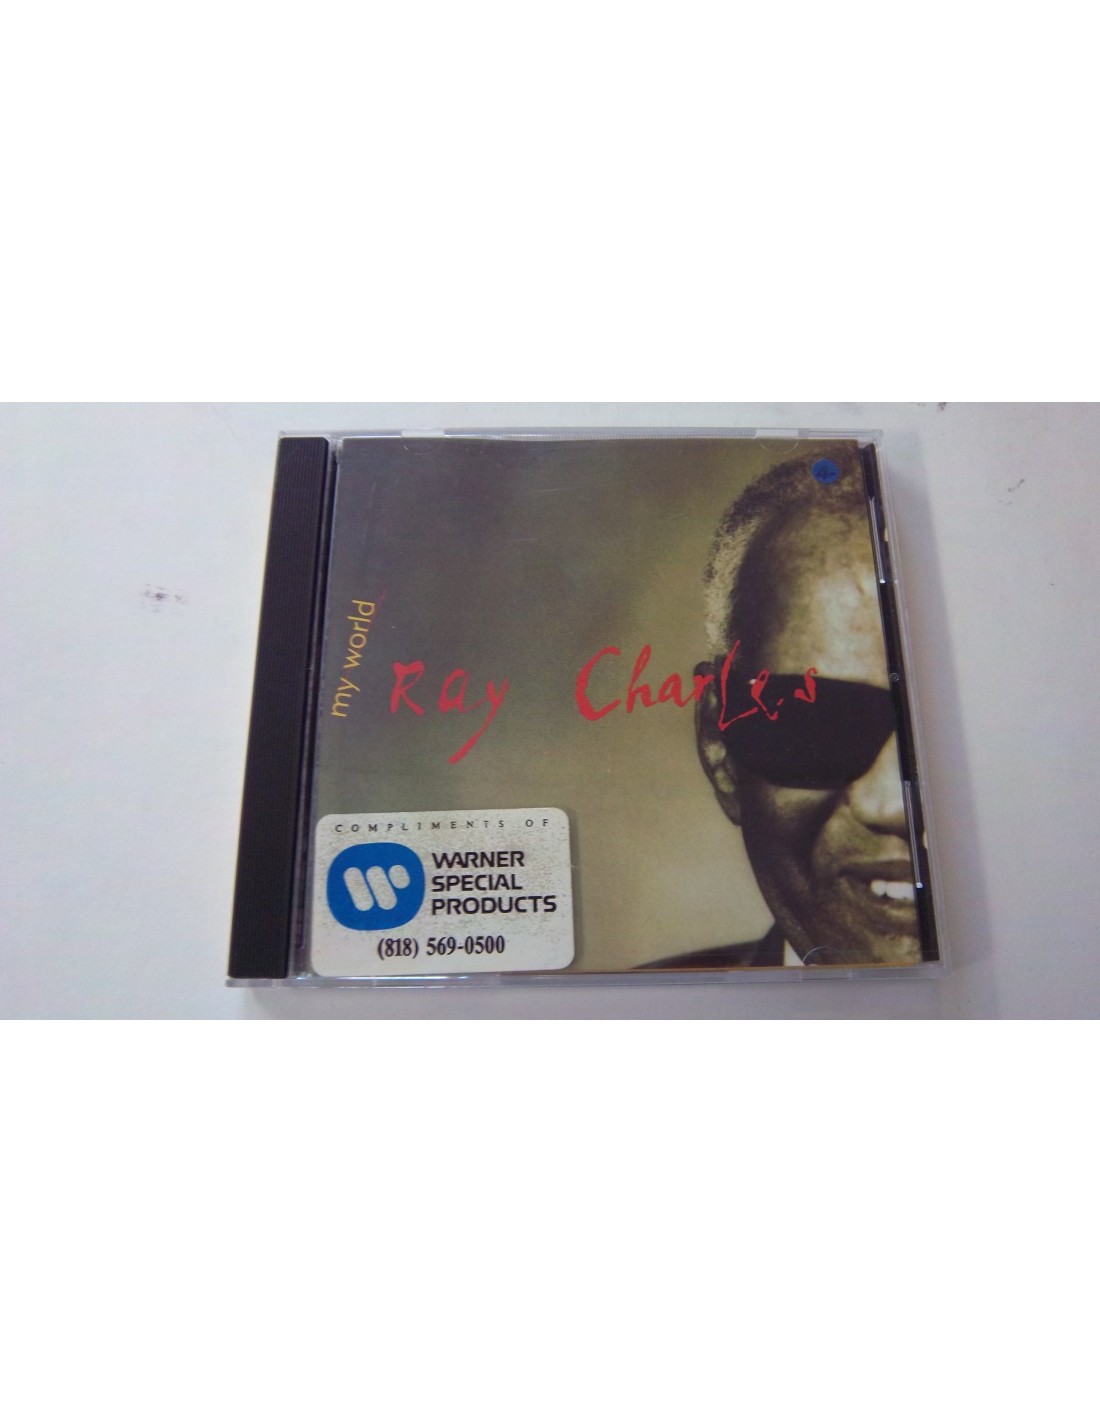 my world
Ray Charles
COMPLIMENTS OF
WARNER
SPECIAL
PRODUCTS
(818) 569-0500